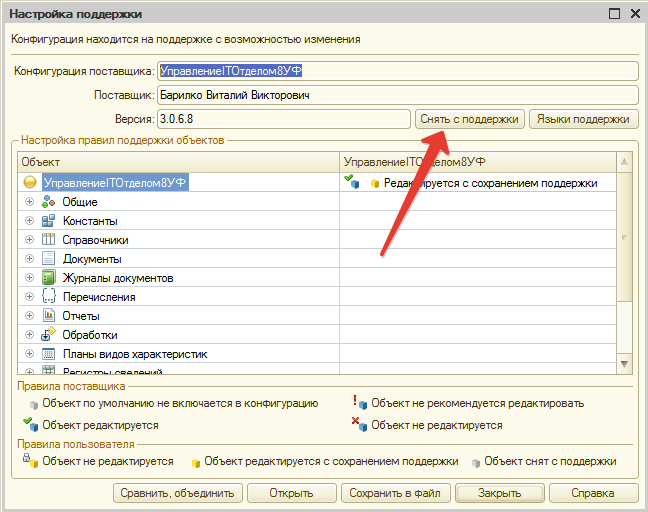 Настройка поддержки
Конфигурация находится на поддержке с возможностью изменения
Конфигурация поставщика: УправлениеITОтделом8УФ
Поставщик: Барилко Виталий Викторович
Версия: 3.0.6.8 Снять с поддержки Языки поддержки
Настройка правил поддержки объектов
Объект УправлениеITОтделом8УФ
УправлениеITОтделом8УФ Редактируется с сохранением поддержки
Общие
Константы
Справочники
Документы
Журналы документов
Перечисления
Отчеты
Обработки
Планы видов характеристик
Регистры сведений
Правила поставщика
Объект по умолчанию не включается в конфигурацию Объект не рекомендуется редактировать
Объект редактируется Объект не редактируется
Правила пользователя
Объект не редактируется Объект редактируется с сохранением поддержки Объект снят с поддержки
Сравнить, объединить Открыть Сохранить в файл Закрыть Справка